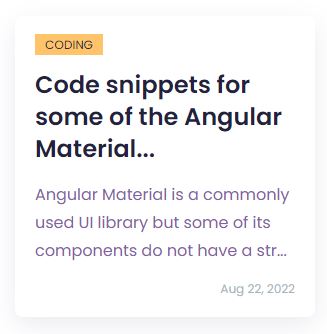 CODING
Code snippets for
some of the Angular
Material...
Angular Material is a commonly
used UI library but some of its
components do not have a str...
Aug 22, 2022